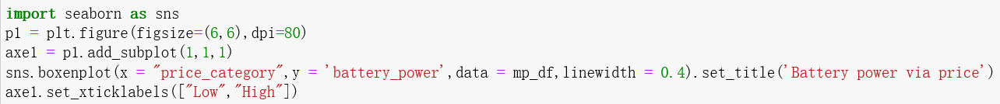 import seaborn as sns
p1 = plt.figure(figsize=(6,6),dpi=80)
axe1 = p1.add_subplot(1,1,1)
sns.boxenplot(x = "price_category",y = 'battery_power',data = mp_df,linewidth = 0.4).set_title('Battery power via price')
axe1.set_xticklabels(["Low","High"])